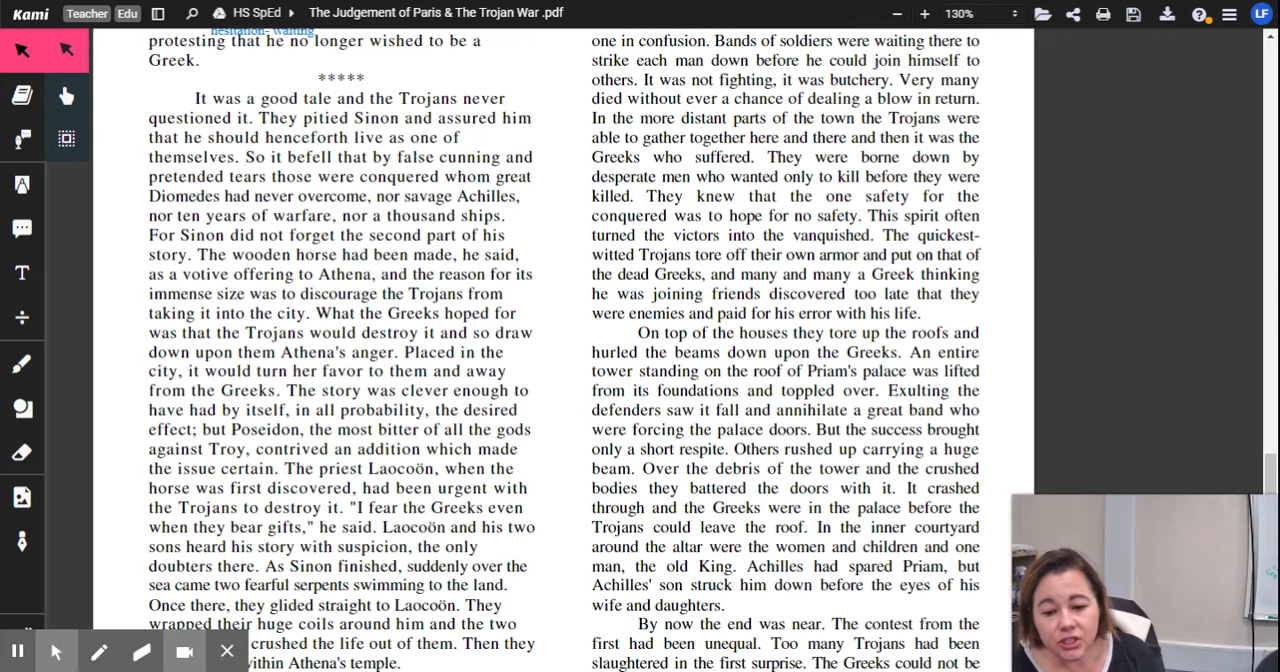 Kami
Teacher
Edu
HS SpEd
The Judgement of Paris & The Trojan War .pdf
130%
LF
hesitation- waiting
protesting that he no longer wished to be a
Greek.
*****
It was a good tale and the Trojans never
questioned it. They pitied Sinon and assured him
that he should henceforth live as one of
themselves. So it befell that by false cunning and
pretended tears those were conquered whom great
Diomedes had never overcome, nor savage Achilles,
nor ten years of warfare, nor a thousand ships.
For Sinon did not forget the second part of his
story. The wooden horse had been made, he said,
as a votive offering to Athena, and the reason for its
immense size was to discourage the Trojans from
taking it into the city. What the Greeks hoped for
was that the Trojans would destroy it and so draw
down upon them Athena's anger. Placed in the
city, it would turn her favor to them and away
from the Greeks. The story was clever enough to
have had by itself, in all probability, the desired
effect; but Poseidon, the most bitter of all the gods
against Troy, contrived an addition which made
the issue certain. The priest Laocoön, when the
horse was first discovered, had been urgent with
the Trojans to destroy it. "I fear the Greeks even
when they bear gifts," he said. Laocoön and his two
sons heard his story with suspicion, the only
doubters there. As Sinon finished, suddenly over the
sea came two fearful serpents swimming to the land.
Once there, they glided straight to Laocoön. They
wrapped their huge coils around him and the two
crushed the life out of them. Then they
within Athena's temple.
one in confusion. Bands of soldiers were waiting there to
strike each man down before he could join himself to
others. It was not fighting, it was butchery. Very many
died without ever a chance of dealing a blow in return.
In the more distant parts of the town the Trojans were
able to gather together here and there and then it was the
Greeks who suffered. They were borne down by
desperate men who wanted only to kill before they were
killed. They knew that the one safety for the
conquered was to hope for no safety. This spirit often
turned the victors into the vanquished. The quickest-
witted Trojans tore off their own armor and put on that of
the dead Greeks, and many and many a Greek thinking
he was joining friends discovered too late that they
were enemies and paid for his error with his life.
On top of the houses they tore up the roofs and
hurled the beams down upon the Greeks. An entire
tower standing on the roof of Priam's palace was lifted
from its foundations and toppled over. Exulting the
defenders saw it fall and annihilate a great band who
were forcing the palace doors. But the success brought
only a short respite. Others rushed up carrying a huge
beam. Over the debris of the tower and the crushed
bodies they battered the doors with it. It crashed
through and the Greeks were in the palace before the
Trojans could leave the roof. In the inner courtyard
around the altar were the women and children and one
man, the old King. Achilles had spared Priam, but
Achilles' son struck him down before the eyes of his
wife and daughters.
By now the end was near. The contest from the
first had been unequal. Too many Trojans had been
slaughtered in the first surprise. The Greeks could not be